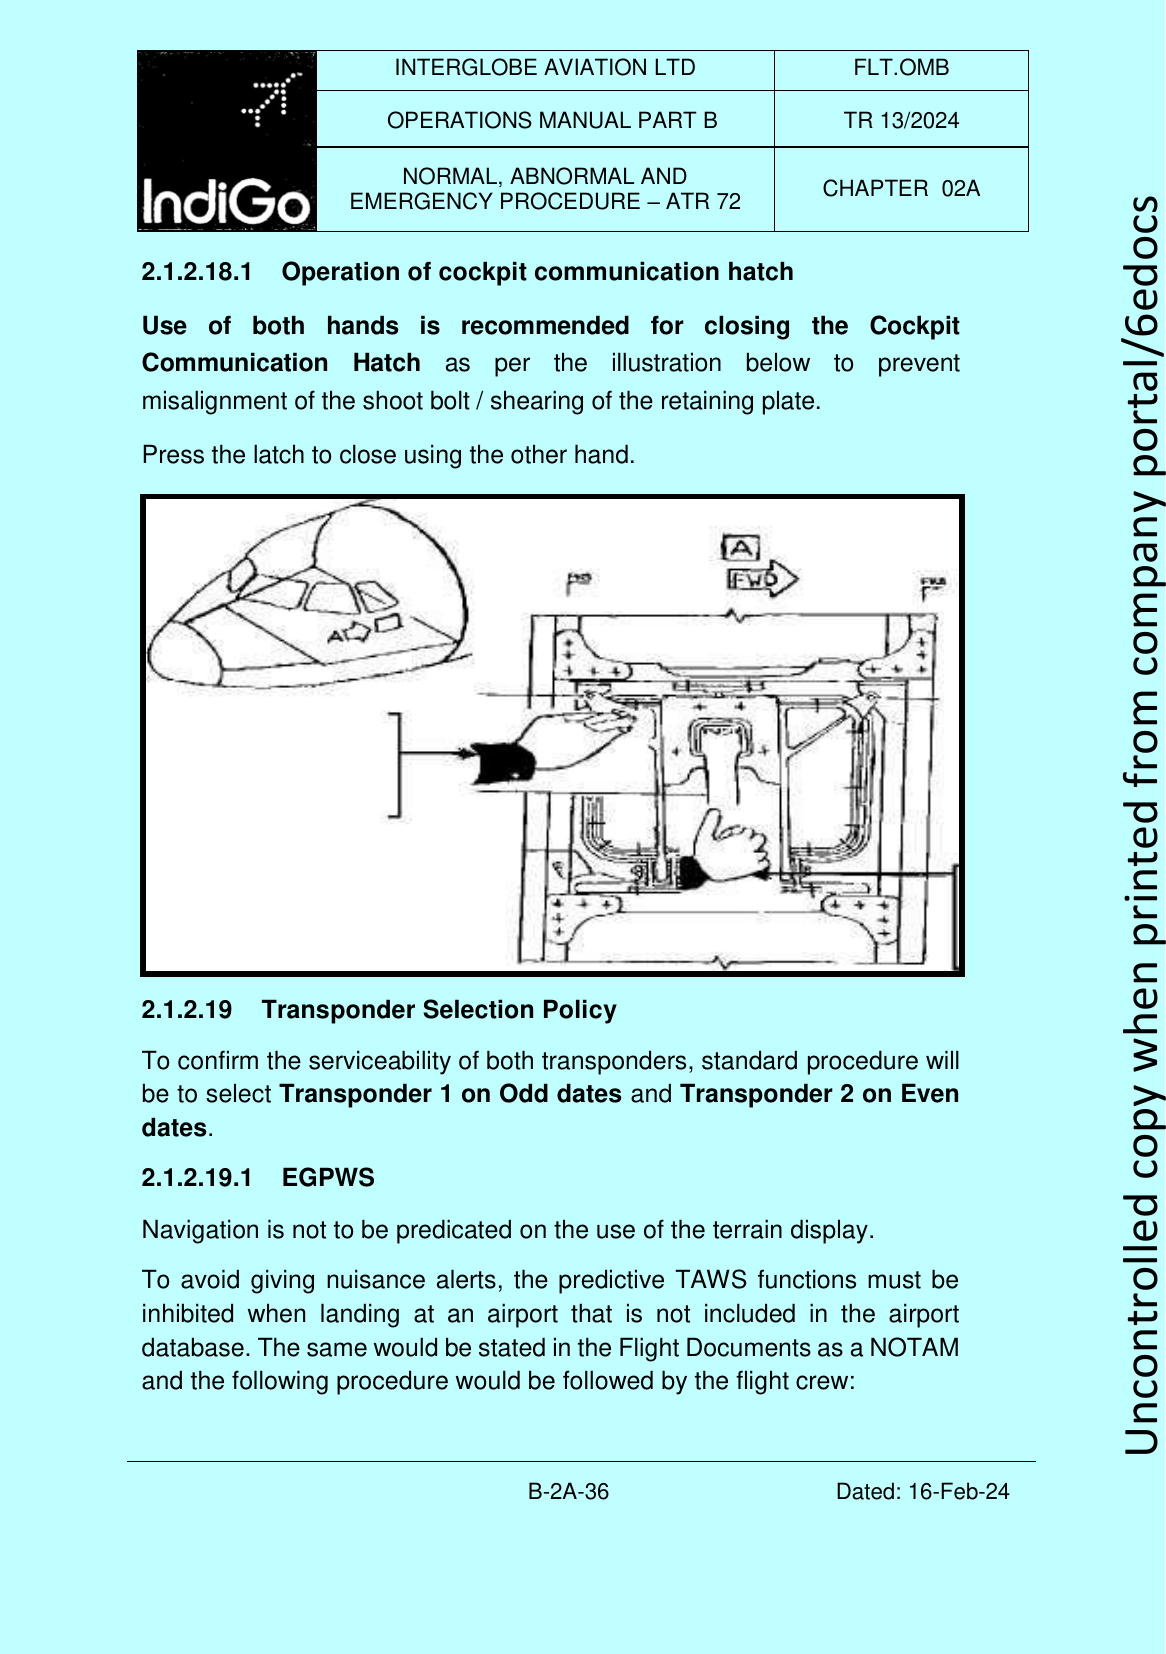 IndiGo
INTERGLOBE AVIATION LTD
FLT.OMB
OPERATIONS MANUAL PART B
TR 13/2024
NORMAL, ABNORMAL AND
EMERGENCY PROCEDURE – ATR 72
CHAPTER 02A
2.1.2.18.1 Operation of cockpit communication hatch
Use of both hands is recommended for closing the Cockpit
Communication Hatch as per the illustration below to prevent
misalignment of the shoot bolt / shearing of the retaining plate.
Press the latch to close using the other hand.
A
FWD
A
2.1.2.19 Transponder Selection Policy
To confirm the serviceability of both transponders, standard procedure will
be to select Transponder 1 on Odd dates and Transponder 2 on Even
dates.
2.1.2.19.1 EGPWS
Navigation is not to be predicated on the use of the terrain display.
To avoid giving nuisance alerts, the predictive TAWS functions must be
inhibited when landing at an airport that is not included in the airport
database. The same would be stated in the Flight Documents as a NOTAM
and the following procedure would be followed by the flight crew:
B-2A-36
Dated: 16-Feb-24
Uncontrolled copy when printed from company portal/6edocs